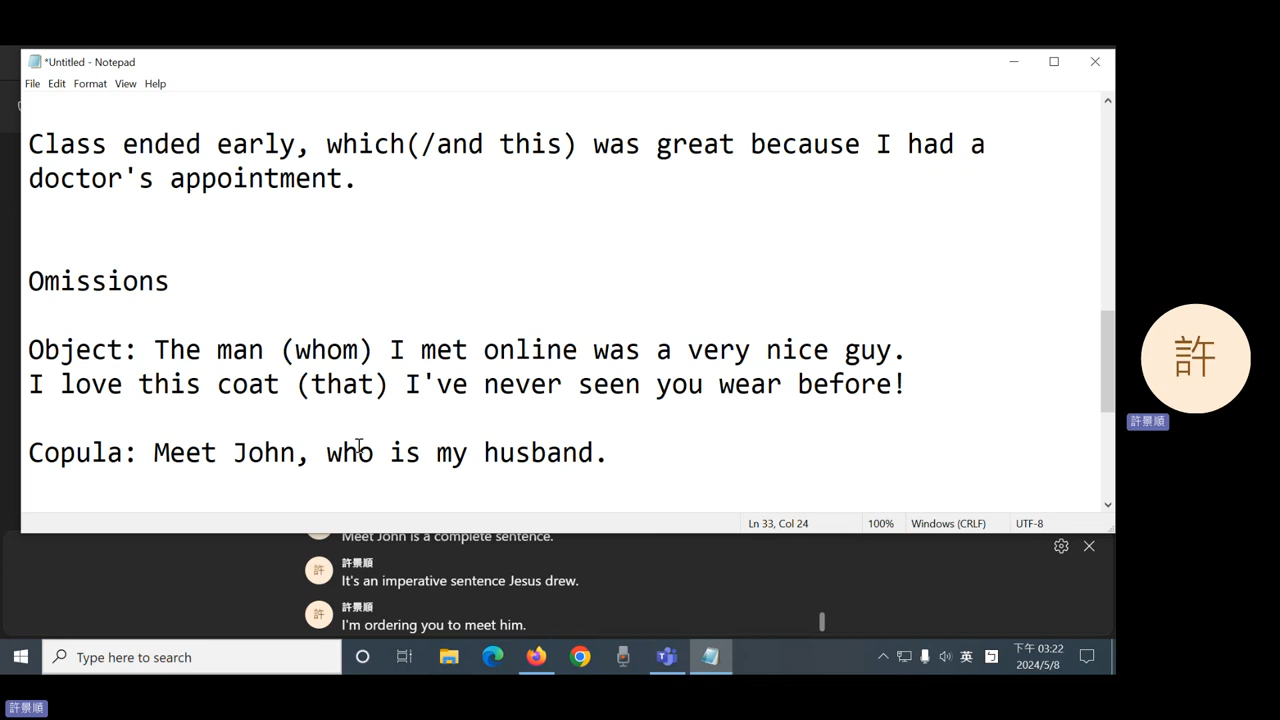 *Untitled - Notepad
File Edit Format View Help
Class ended early, which(/and this) was great because I had a
doctor's appointment.
Omissions
Object: The man (whom) I met online was a very nice guy.
I love this coat (that) I've never seen you wear before!
Copula: Meet John, who is my husband.
Ln 33, Col 24 100% Windows (CRLF) UTF-8
Meet John is a complete sentence.
許 許景順
It's an imperative sentence Jesus drew.
許 許景順
I'm ordering you to meet him.
許
許景順
Type here to search
英
下午 03:22
2024/5/8
許景順